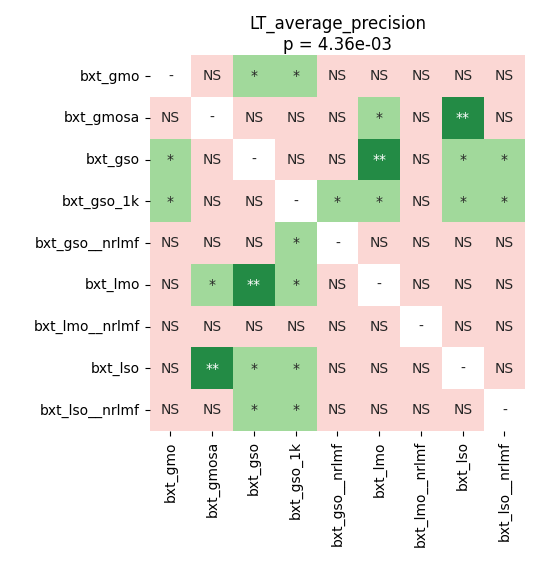 LT_average_precision
p = 4.36e-03
bxt_gmo - NS * * NS NS NS NS NS
bxt_gmosa NS - NS NS NS * NS ** NS
bxt_gso * NS - NS NS ** NS * *
bxt_gso_1k * NS NS - * * NS * *
bxt_gso__nrlmf NS NS NS * - NS NS NS NS
bxt_lmo NS * ** * NS - NS NS NS
bxt_lmo__nrlmf NS NS NS NS NS NS - NS NS
bxt_lso NS ** * * NS NS NS - NS
bxt_lso__nrlmf NS NS * * NS NS NS NS -
bxt_gmo
bxt_gmosa
bxt_gso
bxt_gso_1k
bxt_gso__nrlmf
bxt_lmo
bxt_lmo__nrlmf
bxt_lso
bxt_lso__nrlmf